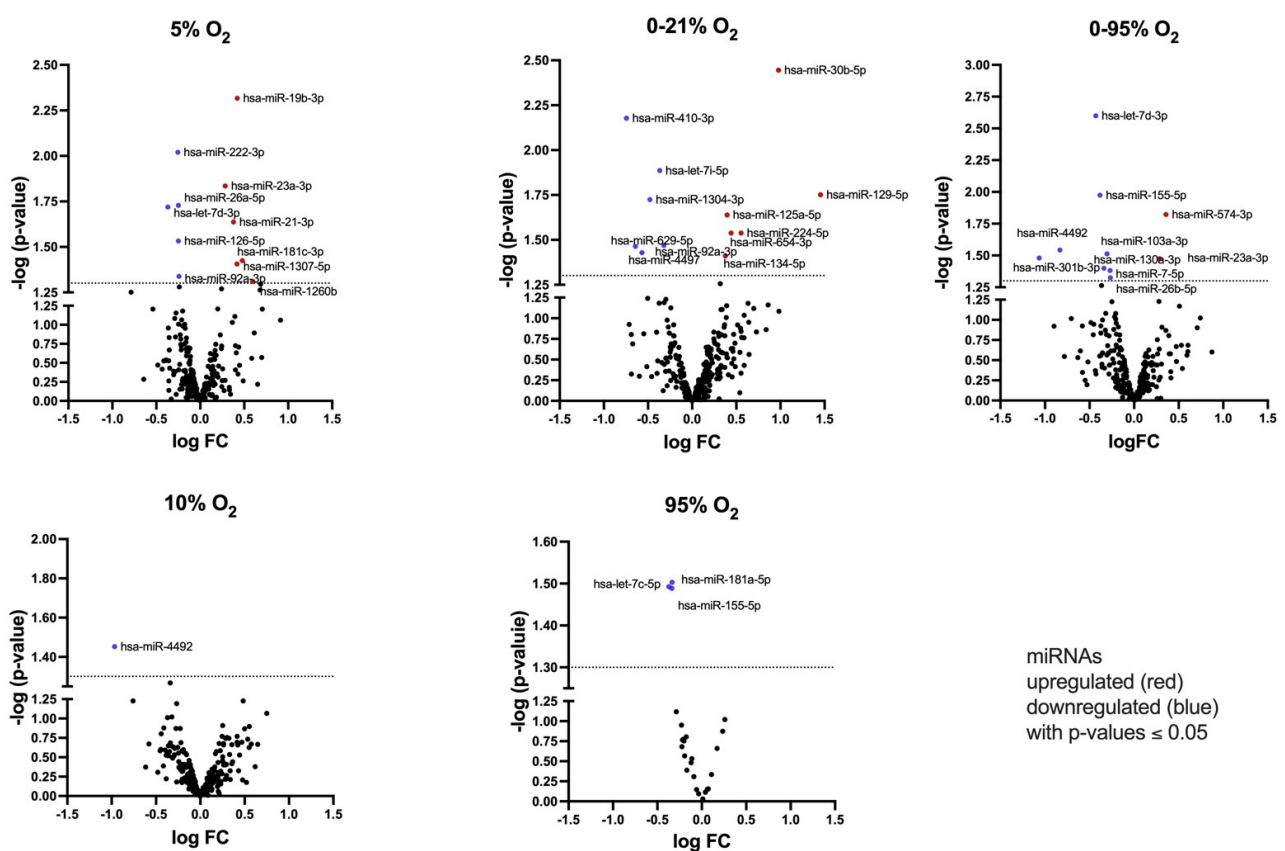 5% O2
-log (p-value)
2.50
2.25
2.00
1.75
1.50
1.25
1.25
1.00
0.75
0.50
0.25
0.00
hsa-miR-19b-3p
hsa-miR-222-3p
hsa-miR-23a-3p
hsa-miR-26a-5p
hsa-let-7d-3p
hsa-miR-21-3p
hsa-miR-126-5p
hsa-miR-181c-3p
hsa-miR-1307-5p
hsa-miR-92a-3p
hsa-miR-1260b
-1.5 -1.0 -0.5 0.0 0.5 1.0 1.5
log FC
0-21% O2
-log (p-value)
2.50
2.25
2.00
1.75
1.50
1.25
1.25
1.00
0.75
0.50
0.25
0.00
hsa-miR-30b-5p
hsa-miR-410-3p
hsa-let-7i-5p
hsa-miR-129-5p
hsa-miR-1304-3p
hsa-miR-125a-5p
hsa-miR-224-5p
hsa-miR-629-5p
hsa-miR-654-3p
hsa-miR-92a-3p
hsa-miR-4497
hsa-miR-134-5p
-1.5 -1.0 -0.5 0.0 0.5 1.0 1.5
log FC
0-95% O2
-log (p-value)
3.00
2.75
2.50
2.25
2.00
1.75
1.50
1.25
1.25
1.00
0.75
0.50
0.25
0.00
hsa-let-7d-3p
hsa-miR-155-5p
hsa-miR-574-3p
hsa-miR-4492
hsa-miR-103a-3p
hsa-miR-23a-3p
hsa-miR-130a-3p
hsa-miR-301b-3p
hsa-miR-7-5p
hsa-miR-26b-5p
-1.5 -1.0 -0.5 0.0 0.5 1.0 1.5
logFC
10% O2
-log (p-value)
2.00
1.80
1.60
1.40
1.25
1.00
0.75
0.50
0.25
0.00
hsa-miR-4492
-1.5 -1.0 -0.5 0.0 0.5 1.0 1.5
log FC
95% O2
-log (p-valuie)
1.60
1.50
1.40
1.30
1.25
1.00
0.75
0.50
0.25
0.00
hsa-let-7c-5p
hsa-miR-181a-5p
hsa-miR-155-5p
-1.5 -1.0 -0.5 0.0 0.5 1.0 1.5
log FC
miRNAs
upregulated (red)
downregulated (blue)
with p-values ≤ 0.05